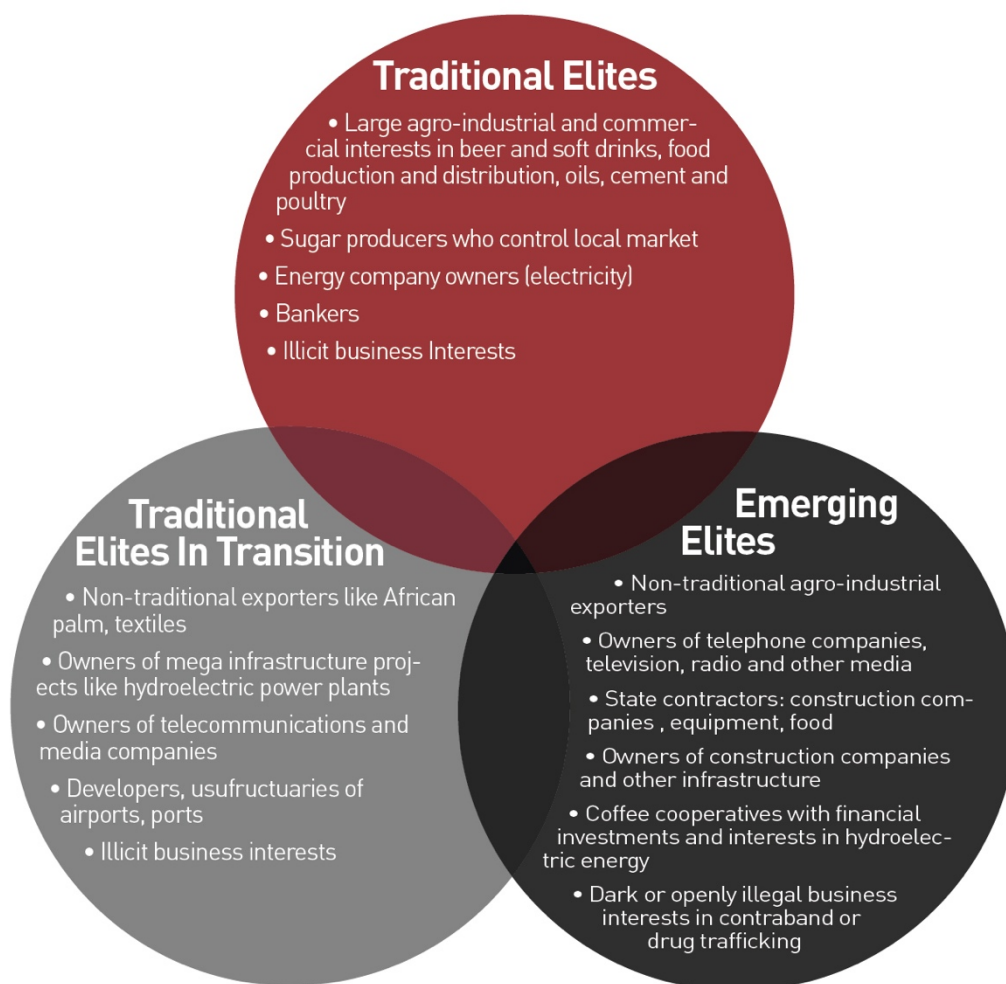 Traditional Elites
• Large agro-industrial and commer-
cial interests in beer and soft drinks, food
production and distribution, oils, cement and
poultry
• Sugar producers who control local market
• Energy company owners (electricity)
• Bankers
• Illicit business Interests
Traditional
Elites In Transition
• Non-traditional exporters like African
palm, textiles
• Owners of mega infrastructure proj-
ects like hydroelectric power plants
• Owners of telecommunications and
media companies
• Developers, usufructuaries of
airports, ports
• Illicit business interests
Emerging
Elites
• Non-traditional agro-industrial
exporters
• Owners of telephone companies,
television, radio and other media
• State contractors: construction com-
panies , equipment, food
• Owners of construction companies
and other infrastructure
• Coffee cooperatives with financial
investments and interests in hydroelec-
tric energy
• Dark or openly illegal business
interests in contraband or
drug trafficking